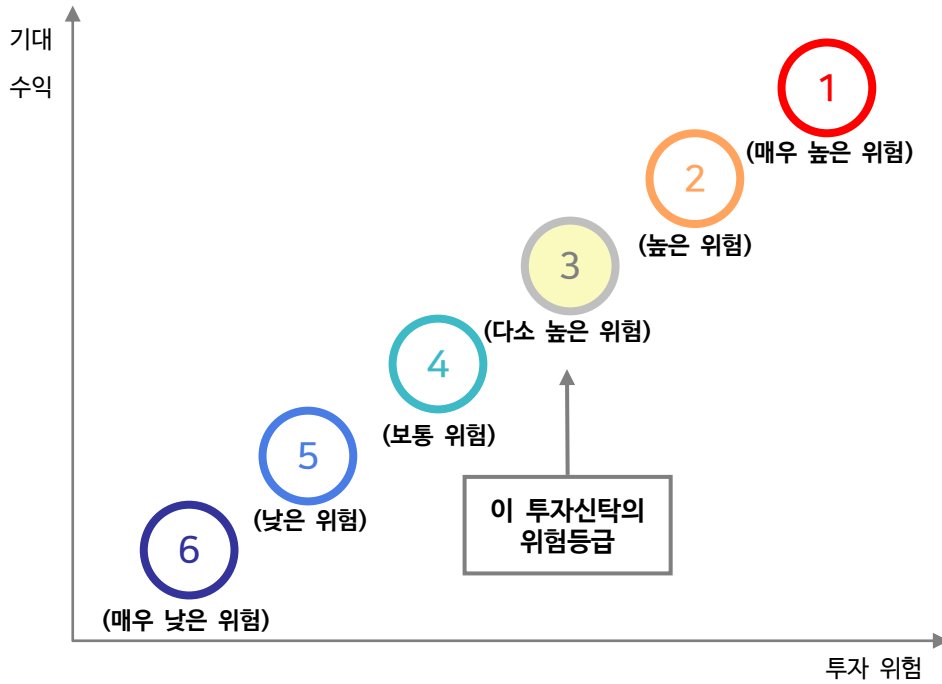 기대
수익
1
(매우 높은 위험)
2
(높은 위험)
3
(다소 높은 위험)
4
(보통 위험)
5
(낮은 위험)
이 투자신탁의
위험등급
6
(매우 낮은 위험)
투자 위험